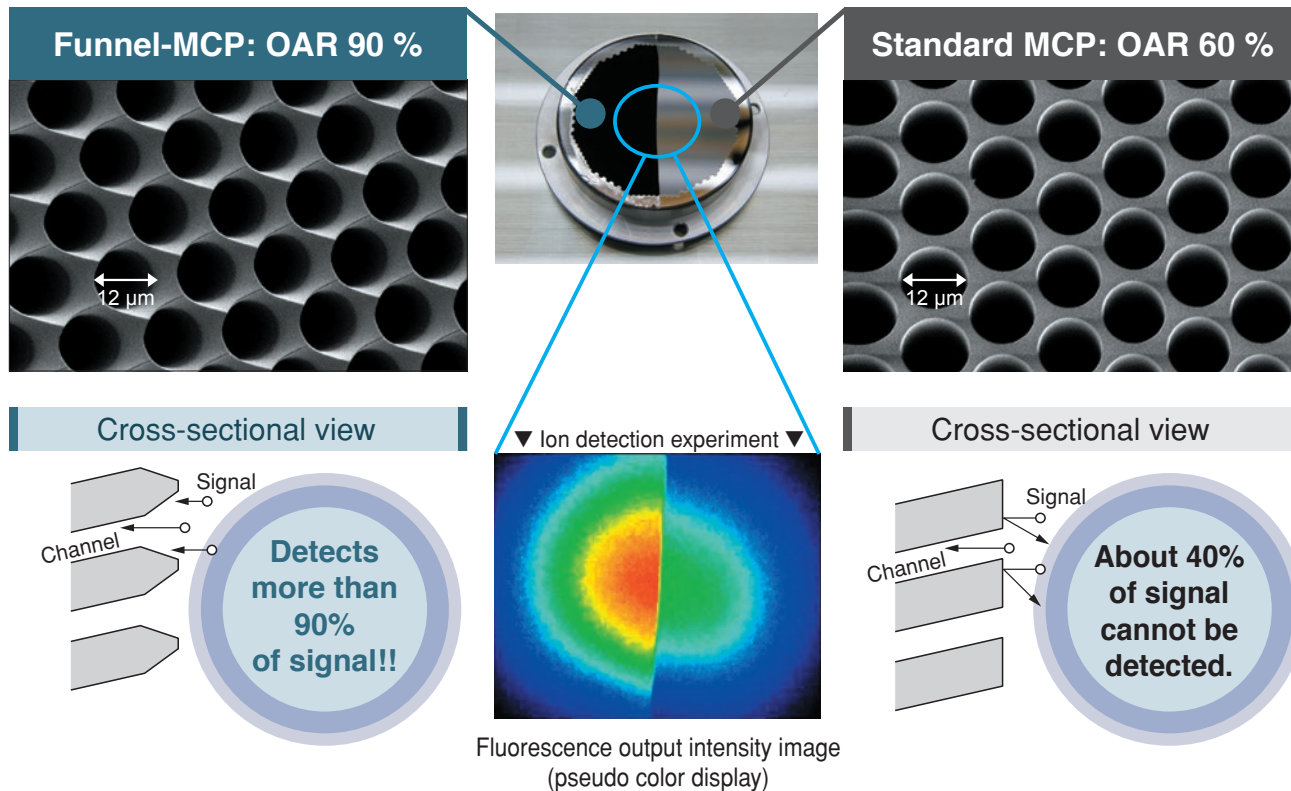 Funnel-MCP: OAR 90 %
Standard MCP: OAR 60 %
12 µm
12 µm
Cross-sectional view
Signal
Channel
Detects
more than
90%
of signal!!
▼ Ion detection experiment ▼
Fluorescence output intensity image
(pseudo color display)
Cross-sectional view
Signal
Channel
About 40%
of signal
cannot be
detected.